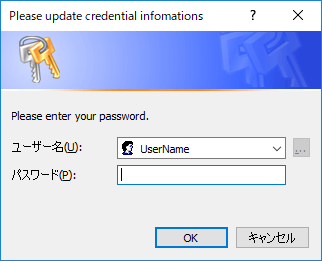 Please update credential infomations
Please enter your password.
ユーザー名(U):
UserName
...
パスワード(P):
OK
キャンセル